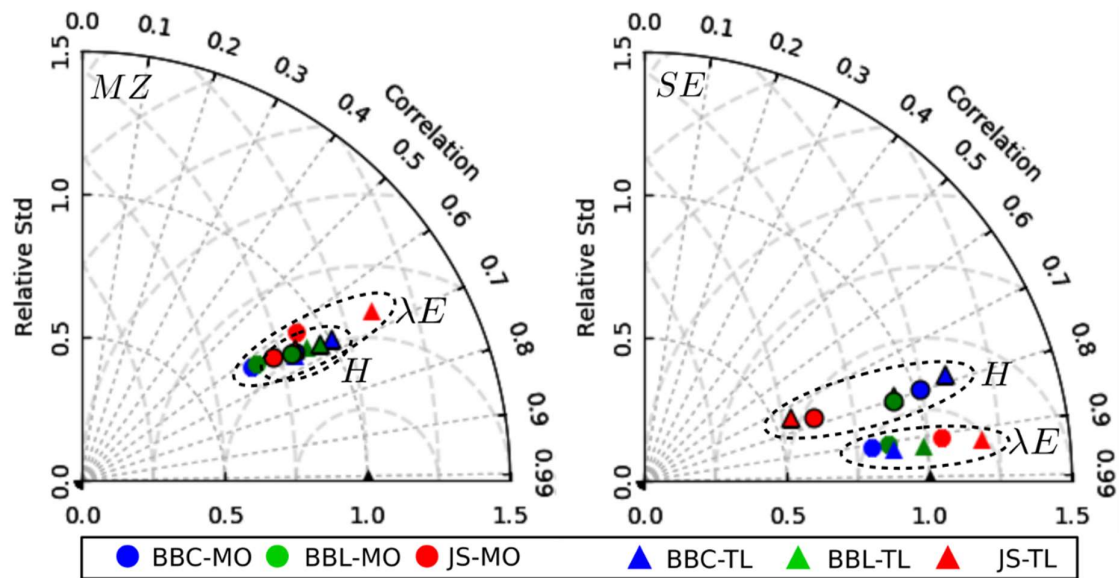 MZ
0.0 0.1 0.2 0.3 0.4 0.5 0.6 0.7 0.8 0.9 0.99
Correlation
Relative Std
1.5
1.0
0.5
0.0
λE
H
0.0 0.5 1.0 1.5
SE
0.0 0.1 0.2 0.3 0.4 0.5 0.6 0.7 0.8 0.9 0.99
Correlation
Relative Std
1.5
1.0
0.5
0.0
H
λE
0.0 0.5 1.0 1.5
BBC-MO BBL-MO JS-MO BBC-TL BBL-TL JS-TL